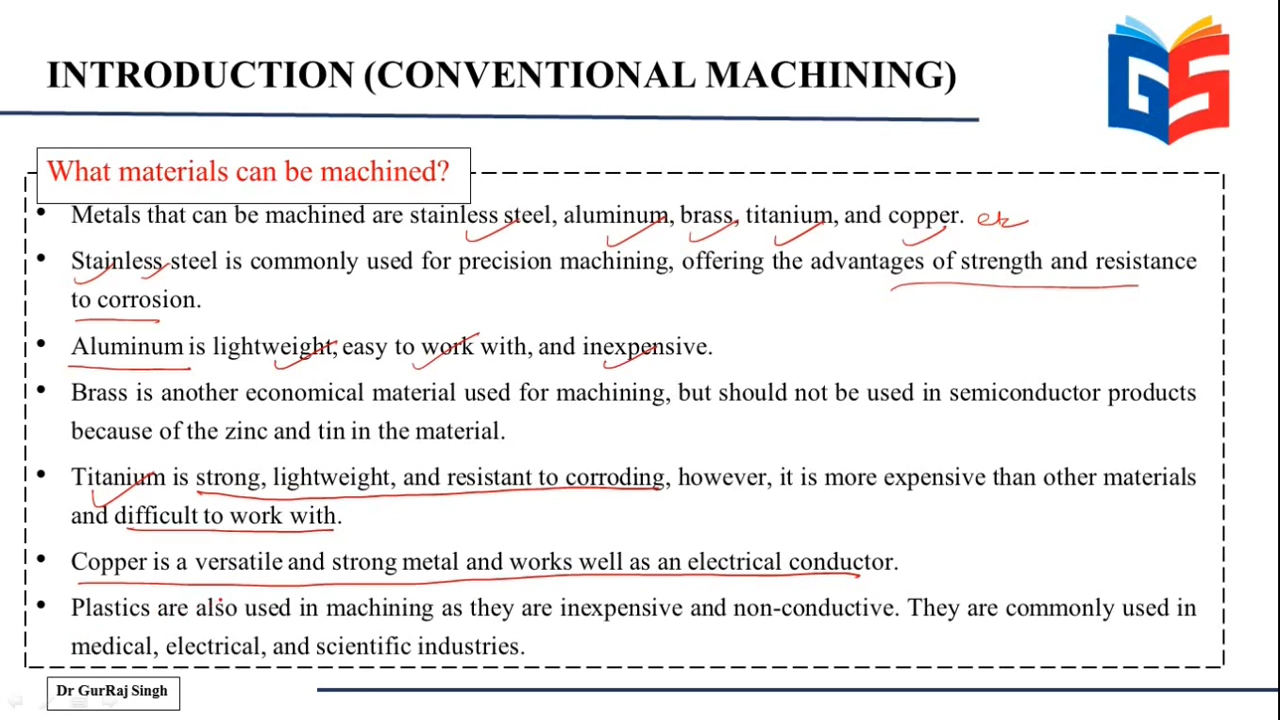 INTRODUCTION (CONVENTIONAL MACHINING)
GS
What materials can be machined?
• Metals that can be machined are stainless steel, aluminum, brass, titanium, and copper. etc
• Stainless steel is commonly used for precision machining, offering the advantages of strength and resistance
to corrosion.
• Aluminum is lightweight, easy to work with, and inexpensive.
• Brass is another economical material used for machining, but should not be used in semiconductor products
because of the zinc and tin in the material.
• Titanium is strong, lightweight, and resistant to corroding, however, it is more expensive than other materials
and difficult to work with.
• Copper is a versatile and strong metal and works well as an electrical conductor.
• Plastics are also used in machining as they are inexpensive and non-conductive. They are commonly used in
medical, electrical, and scientific industries.
Dr GurRaj Singh